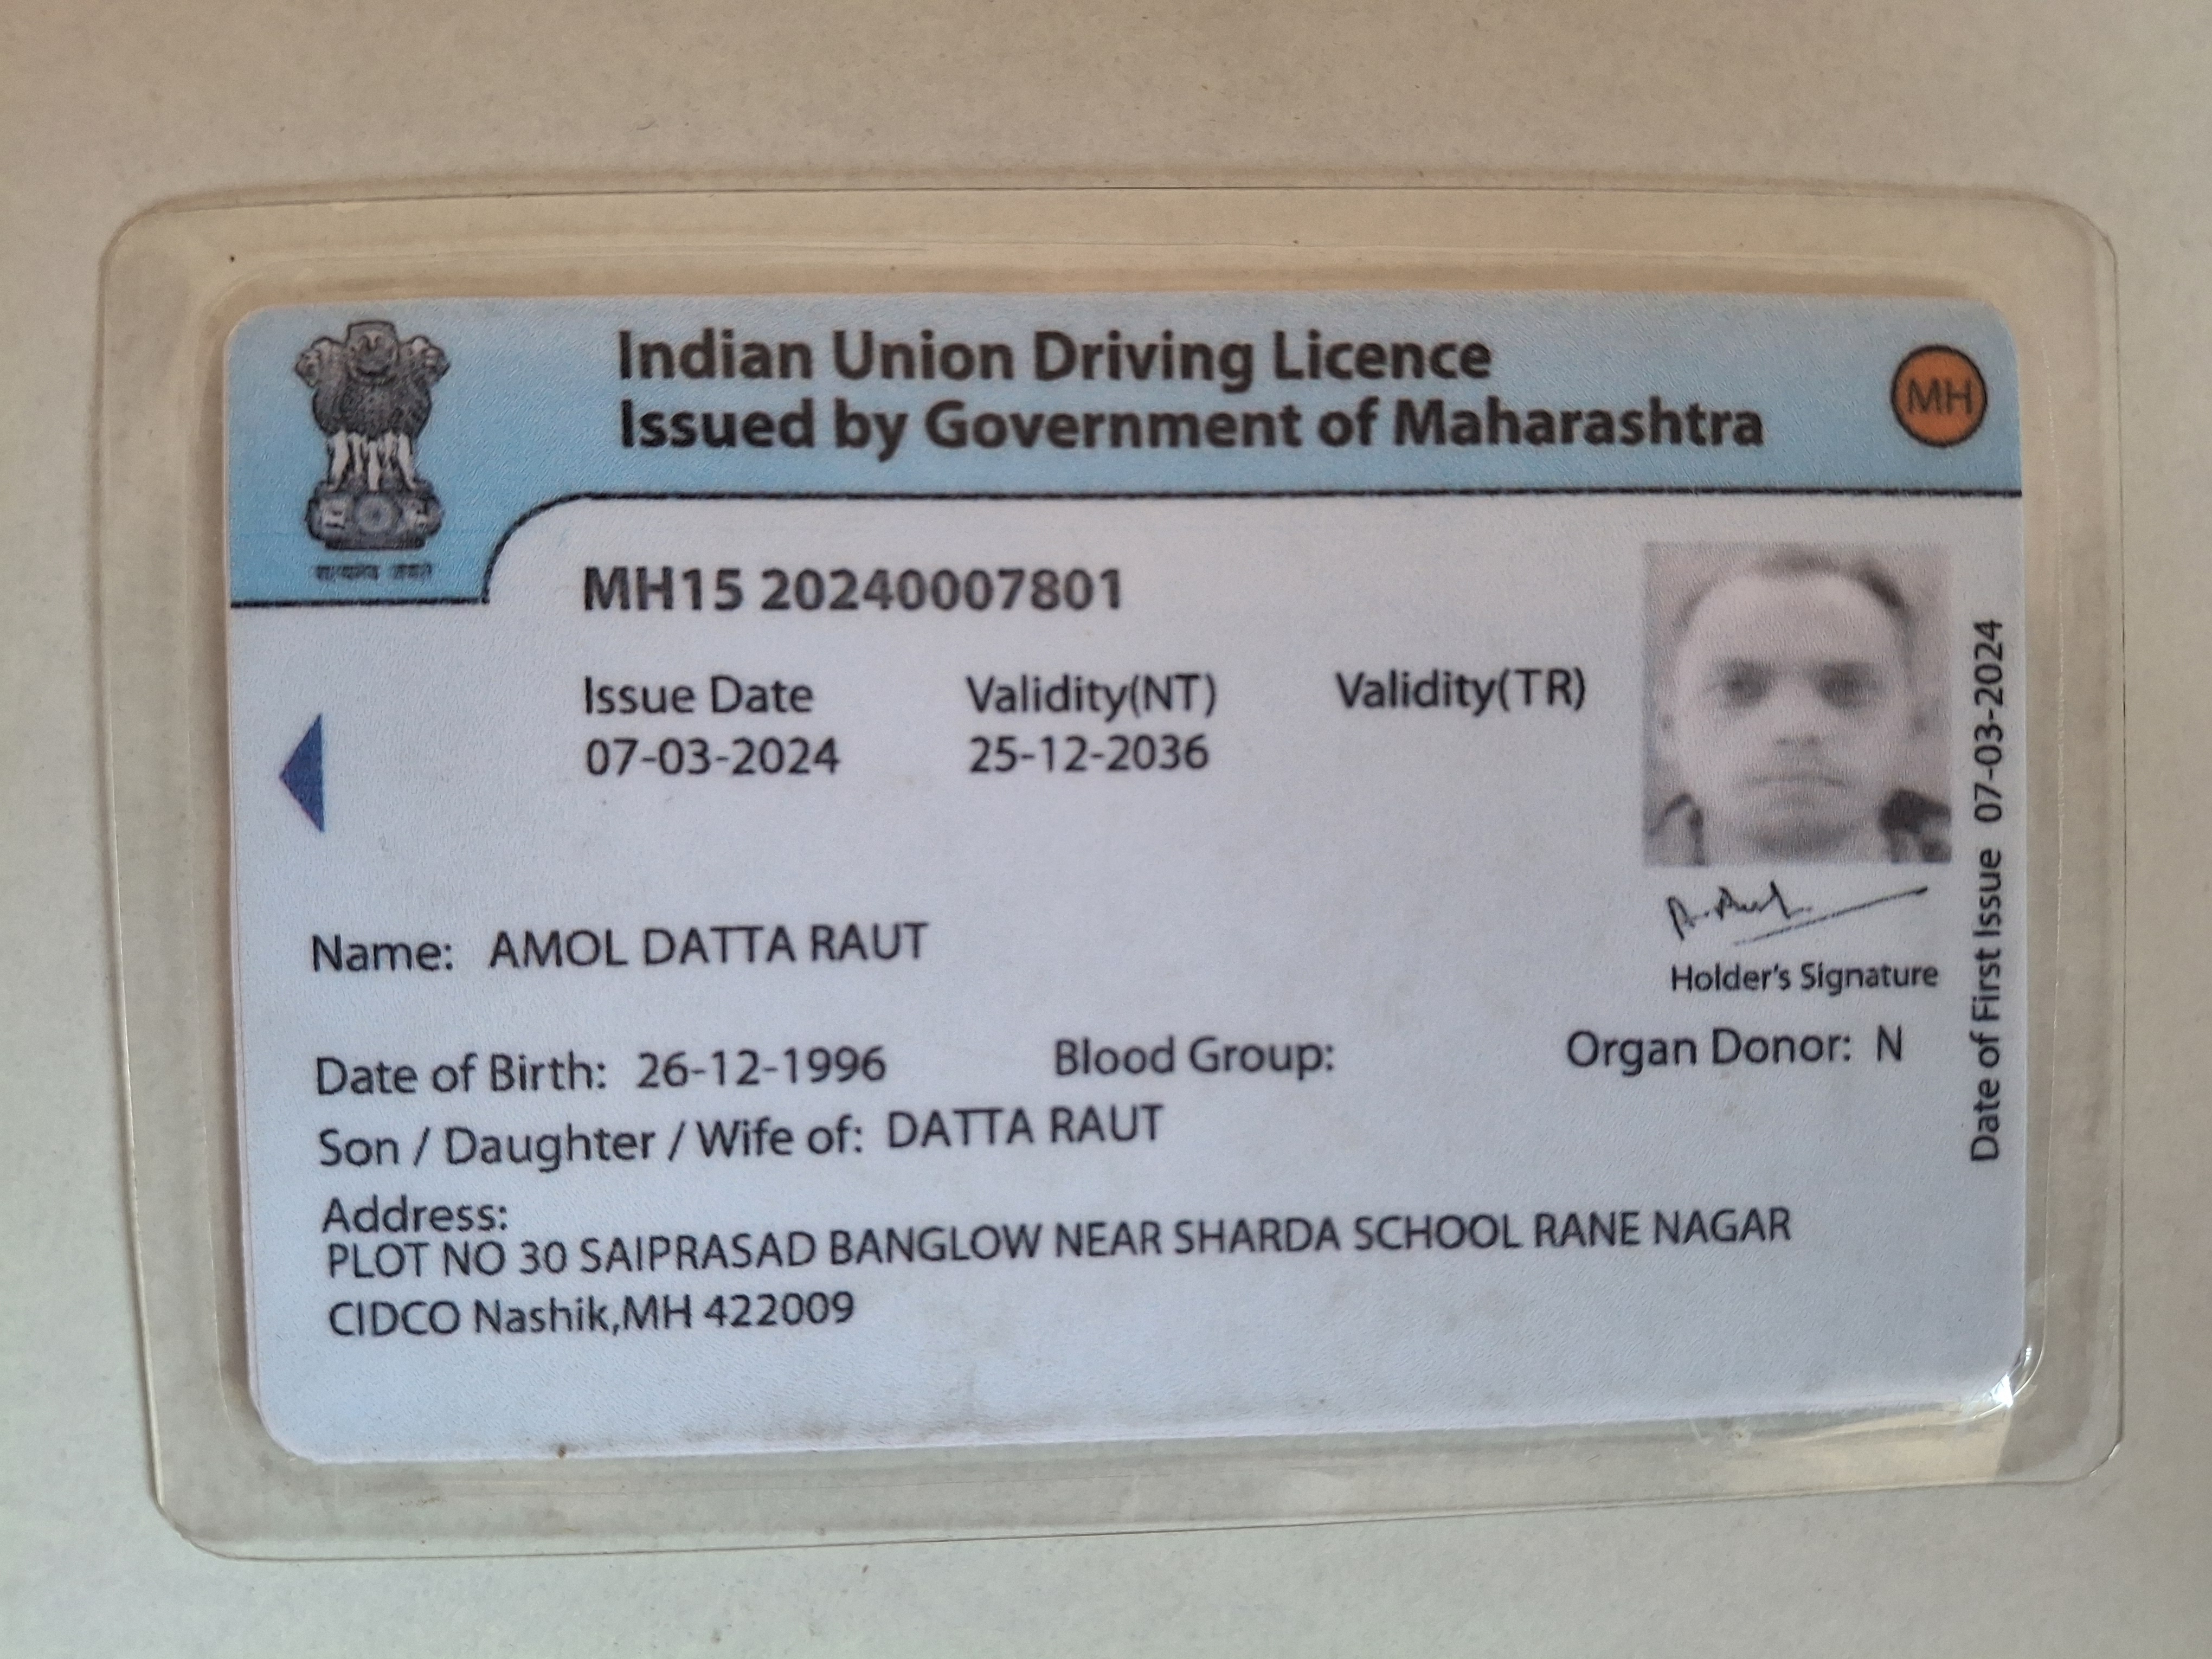 Indian Union Driving Licence
Issued by Government of Maharashtra
MH
सत्यमेव जयते
MH15 20240007801
Issue Date Validity(NT) Validity(TR)
07-03-2024 25-12-2036
Name: AMOL DATTA RAUT
Holder's Signature
Date of First Issue 07-03-2024
Date of Birth: 26-12-1996 Blood Group: Organ Donor: N
Son / Daughter / Wife of: DATTA RAUT
Address:
PLOT NO 30 SAIPRASAD BANGLOW NEAR SHARDA SCHOOL RANE NAGAR
CIDCO Nashik,MH 422009